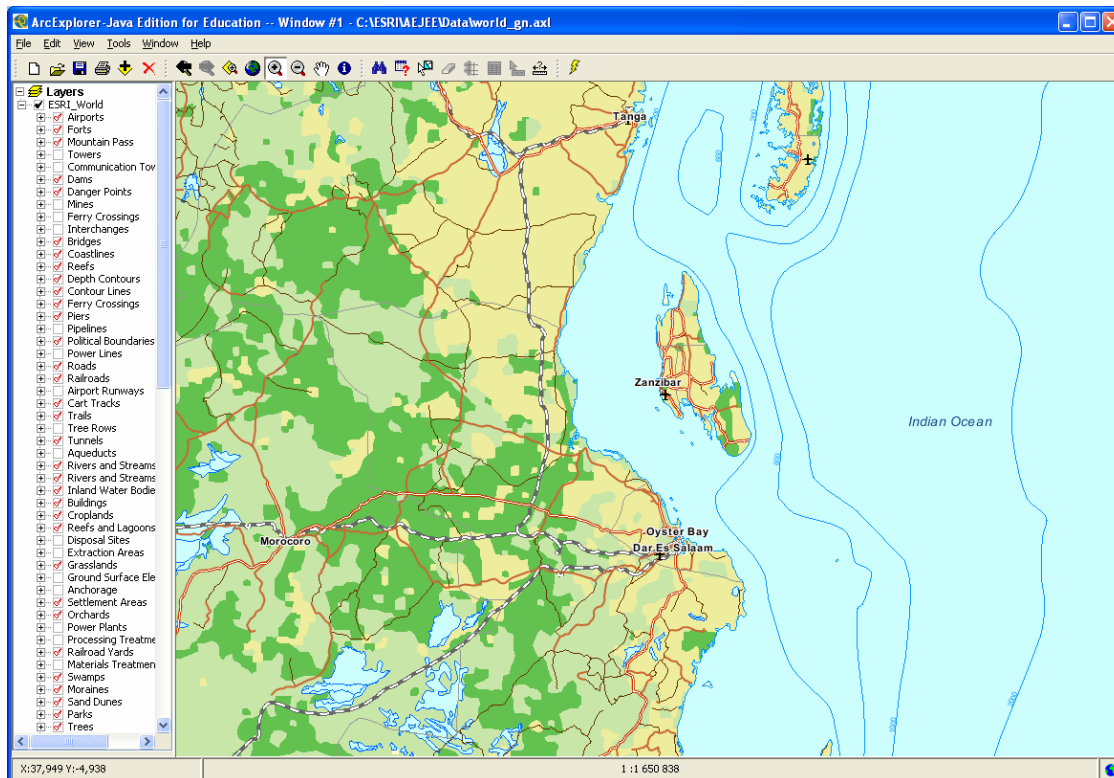 ArcExplorer-Java Edition for Education -- Window #1 - C:\ESRI\AEJEE\Data\world_gn.axl
File Edit View Tools Window Help
Layers
ESRI_World
Airports
Forts
Mountain Pass
Towers
Communication Tow
Dams
Danger Points
Mines
Ferry Crossings
Interchanges
Bridges
Coastlines
Reefs
Depth Contours
Contour Lines
Ferry Crossings
Piers
Pipelines
Political Boundaries
Power Lines
Roads
Railroads
Airport Runways
Cart Tracks
Trails
Tree Rows
Tunnels
Aqueducts
Rivers and Streams
Rivers and Streams
Inland Water Bodie
Buildings
Croplands
Reefs and Lagoons
Disposal Sites
Extraction Areas
Grasslands
Ground Surface Ele
Anchorage
Settlement Areas
Orchards
Power Plants
Processing Treatme
Railroad Yards
Materials Treatmen
Swamps
Moraines
Sand Dunes
Parks
Trees
Tanga
Zanzibar
Indian Ocean
Oyster Bay
Dar Es Salaam
Morocoro
X:37,949 Y:-4,938
1 :1 650 838